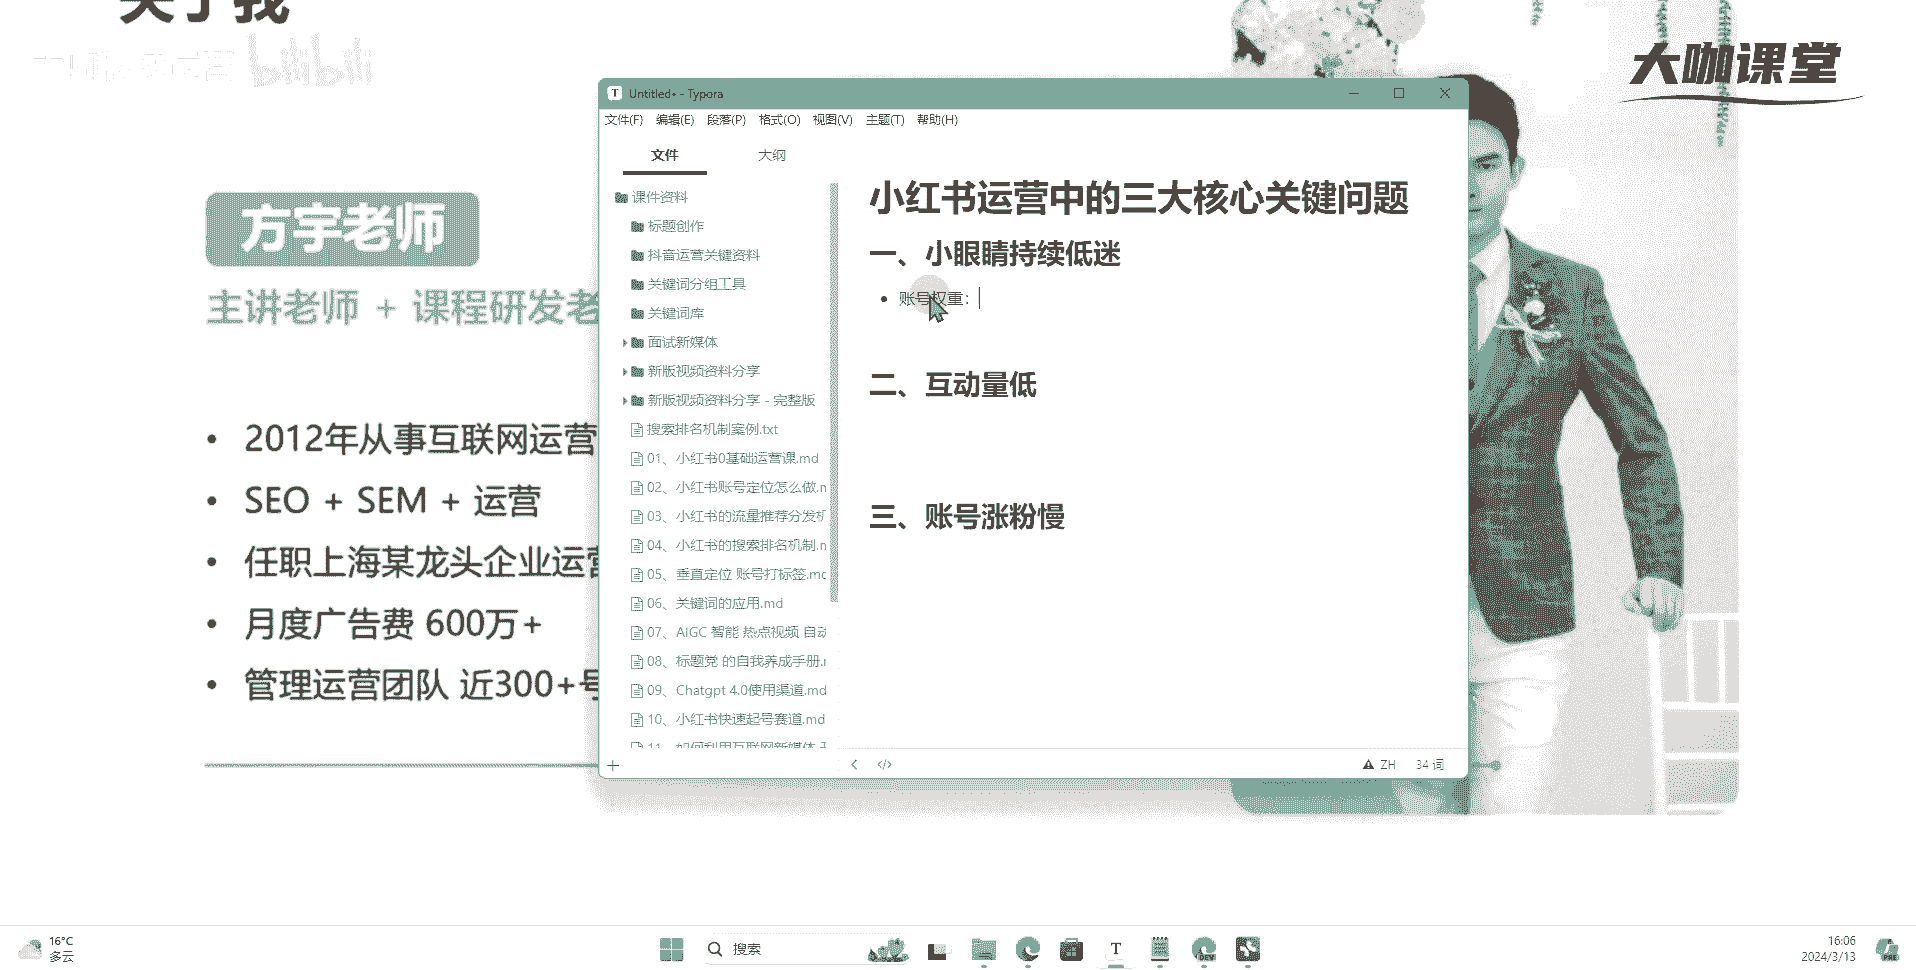 关于我
bilibili
大咖课堂
方宇老师
主讲老师 + 课程研发老
• 2012年从事互联网运营
• SEO + SEM + 运营
• 任职上海某龙头企业运营
• 月度广告费 600万+
• 管理运营团队 近300+号
Untitled• - Typora
文件(F) 编辑(E) 段落(P) 格式(O) 视图(V) 主题(T) 帮助(H)
文件 大纲
课件资料
标题创作
抖音运营关键资料
关键词分组工具
关键词库
面试新媒体
新版视频资料分享
新版视频资料分享 - 完整版
搜索排名机制案例.txt
01、小红书0基础运营课.md
02、小红书账号定位怎么做.m
03、小红书的流量推荐分发机
04、小红书的搜索排名机制.m
05、垂直定位 账号打标签.md
06、关键词的应用.md
07、AIGC 智能 热点视频 自动
08、标题党 的自我养成手册.m
09、Chatgpt 4.0使用渠道.md
10、小红书快速起号赛道.md
11、如何利用互联网新媒体
小红书运营中的三大核心关键问题
一、小眼睛持续低迷
• 账号权重：
二、互动量低
三、账号涨粉慢
ZH 34 词
16°C
多云
搜索
T
DEV
16:06
2024/3/13
PRE